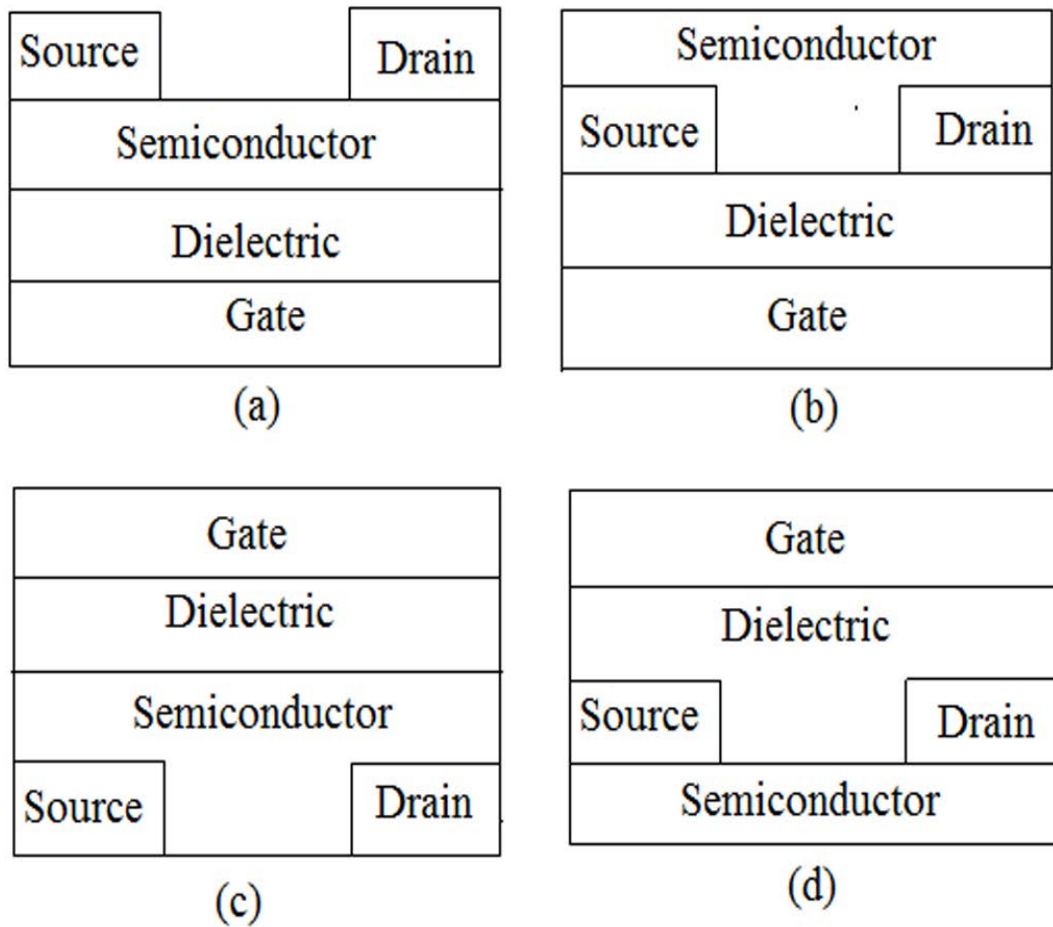 Source
Drain
Semiconductor
Dielectric
Gate
(a)
Semiconductor
Source
Drain
Dielectric
Gate
(b)
Gate
Dielectric
Semiconductor
Source
Drain
(c)
Gate
Dielectric
Source
Drain
Semiconductor
(d)